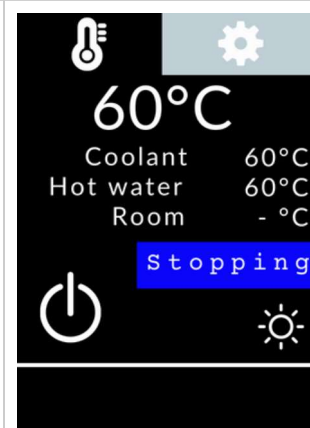 60°C
Coolant 60°C
Hot water 60°C
Room - °C
Stopping